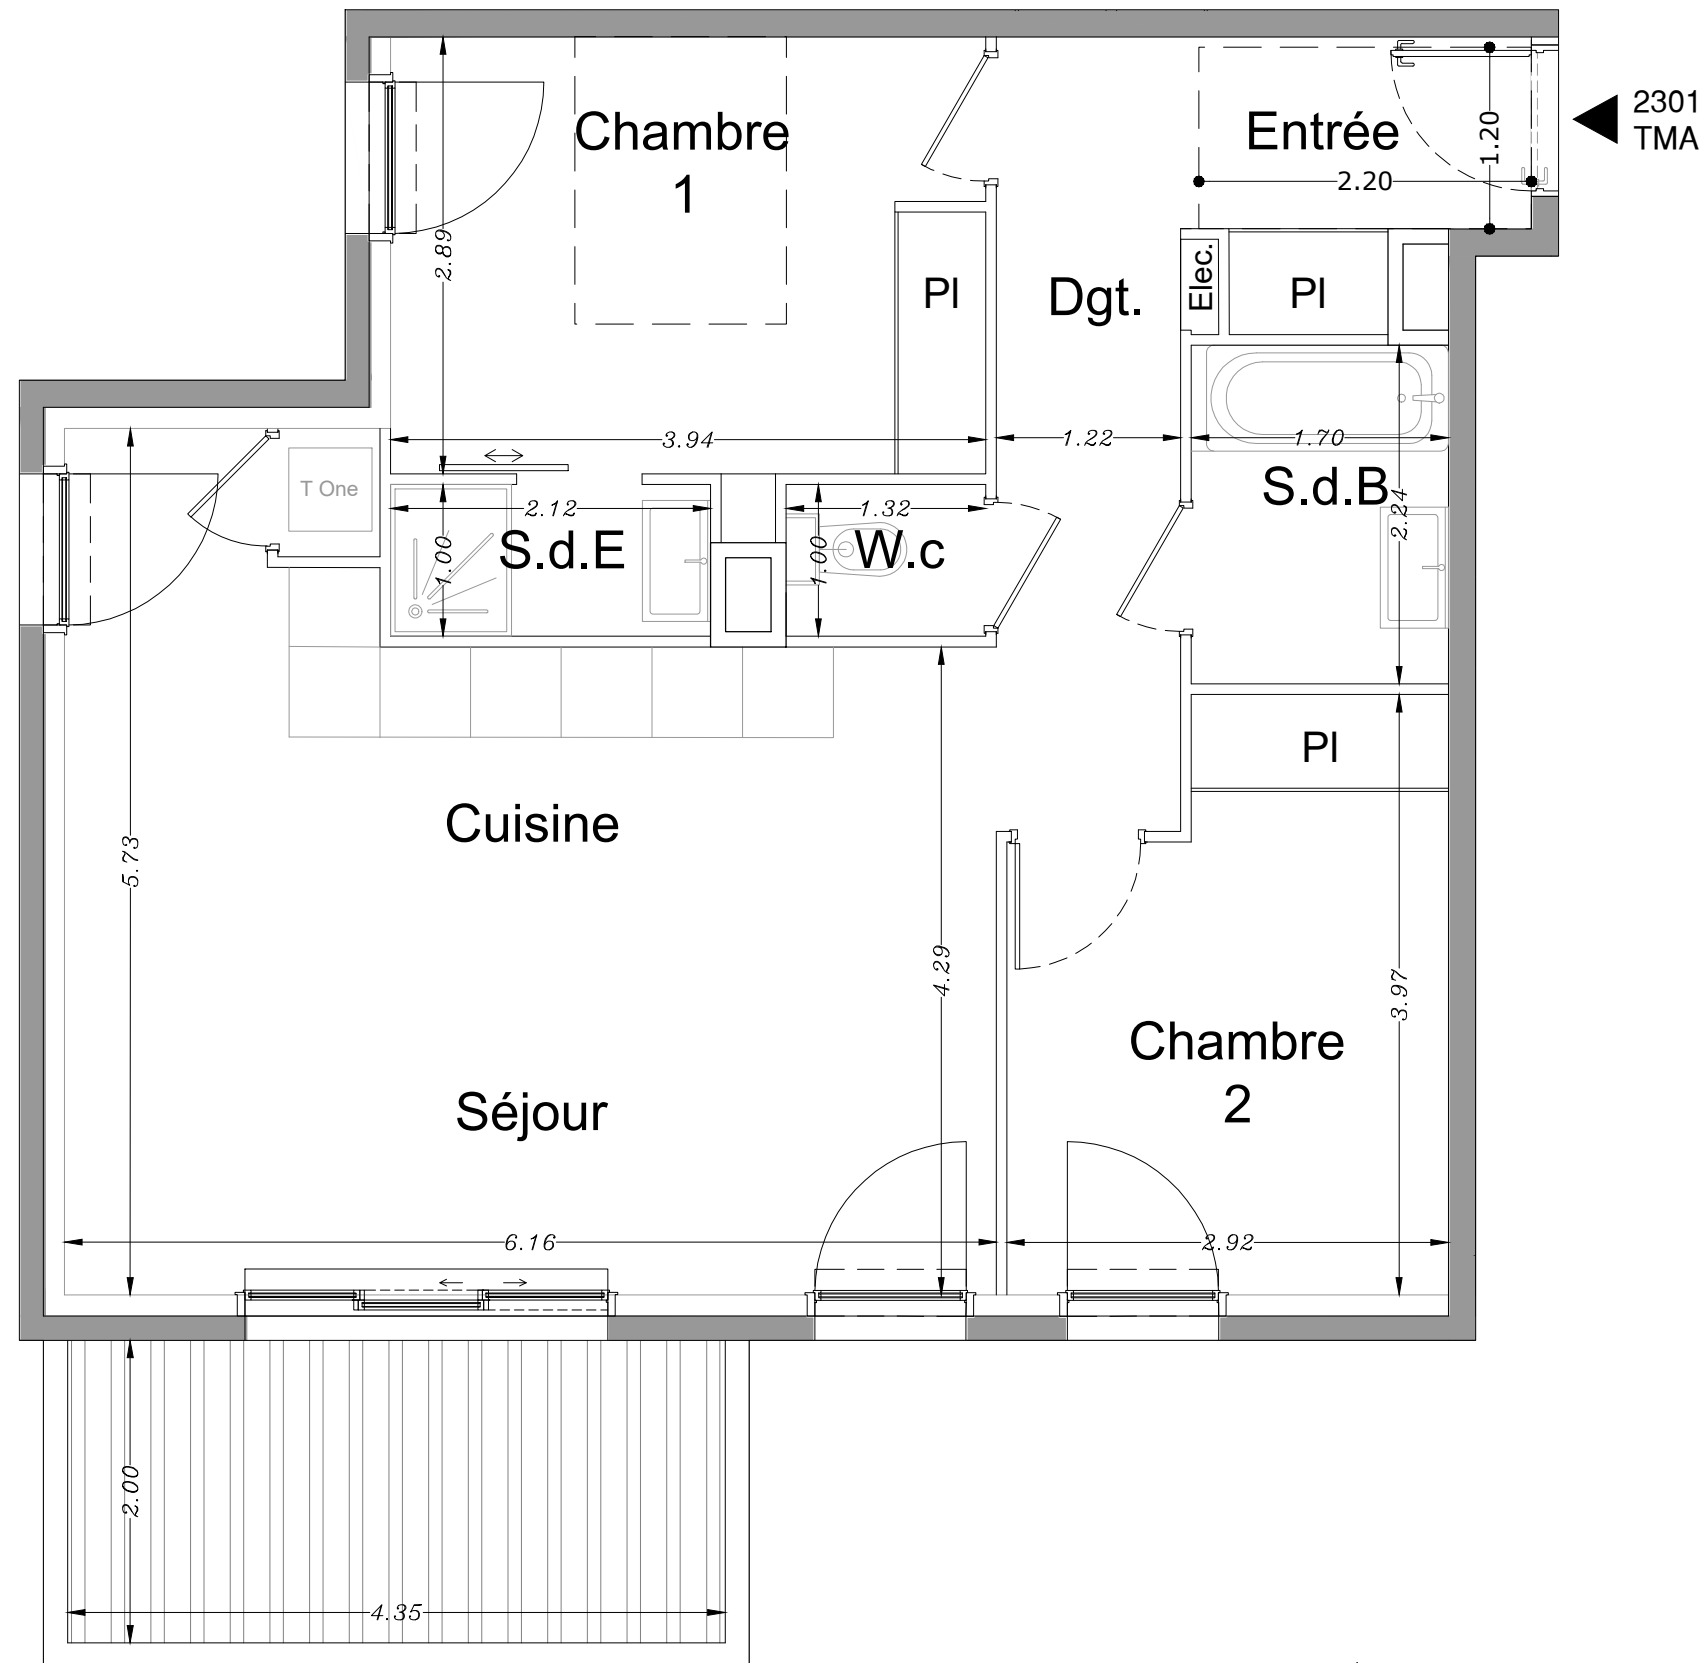 2301
TMA
Chambre
1
Entrée
1.20
2.20
2.89
Pl
Dgt.
Elec.
Pl
3.94
1.22
1.70
T One
S.d.B
2.24
2.12
1.32
S.d.E
1.00
W.c
1.00
Pl
Cuisine
5.73
4.29
3.97
Chambre
2
Séjour
6.16
2.92
2.00
4.35